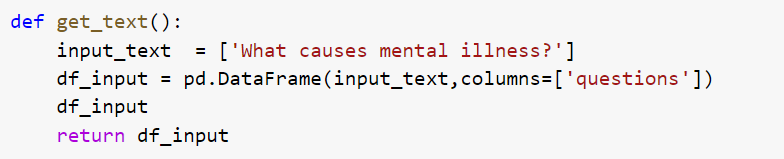 def get_text():
    input_text  = ['What causes mental illness?']
    df_input = pd.DataFrame(input_text,columns=['questions'])
    df_input
    return df_input